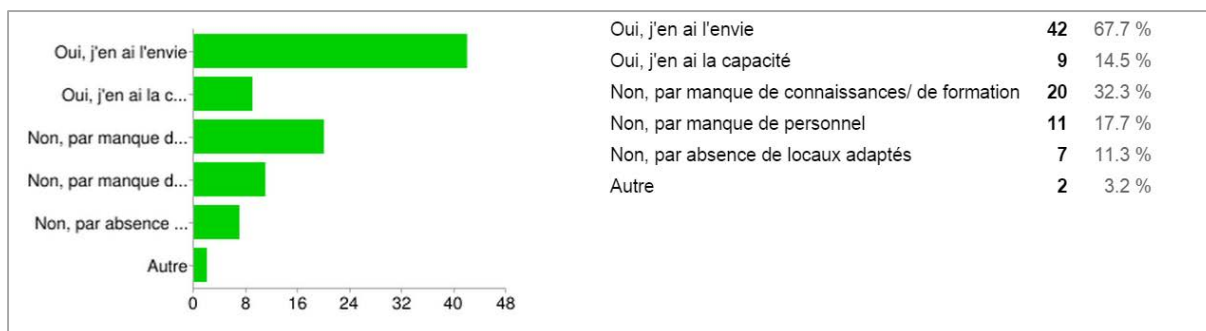 Oui, j'en ai l'envie
Oui, j'en ai la c...
Non, par manque d...
Non, par manque d...
Non, par absence ...
Autre
0 8 16 24 32 40 48
Oui, j'en ai l'envie 42 67.7 %
Oui, j'en ai la capacité 9 14.5 %
Non, par manque de connaissances/ de formation 20 32.3 %
Non, par manque de personnel 11 17.7 %
Non, par absence de locaux adaptés 7 11.3 %
Autre 2 3.2 %